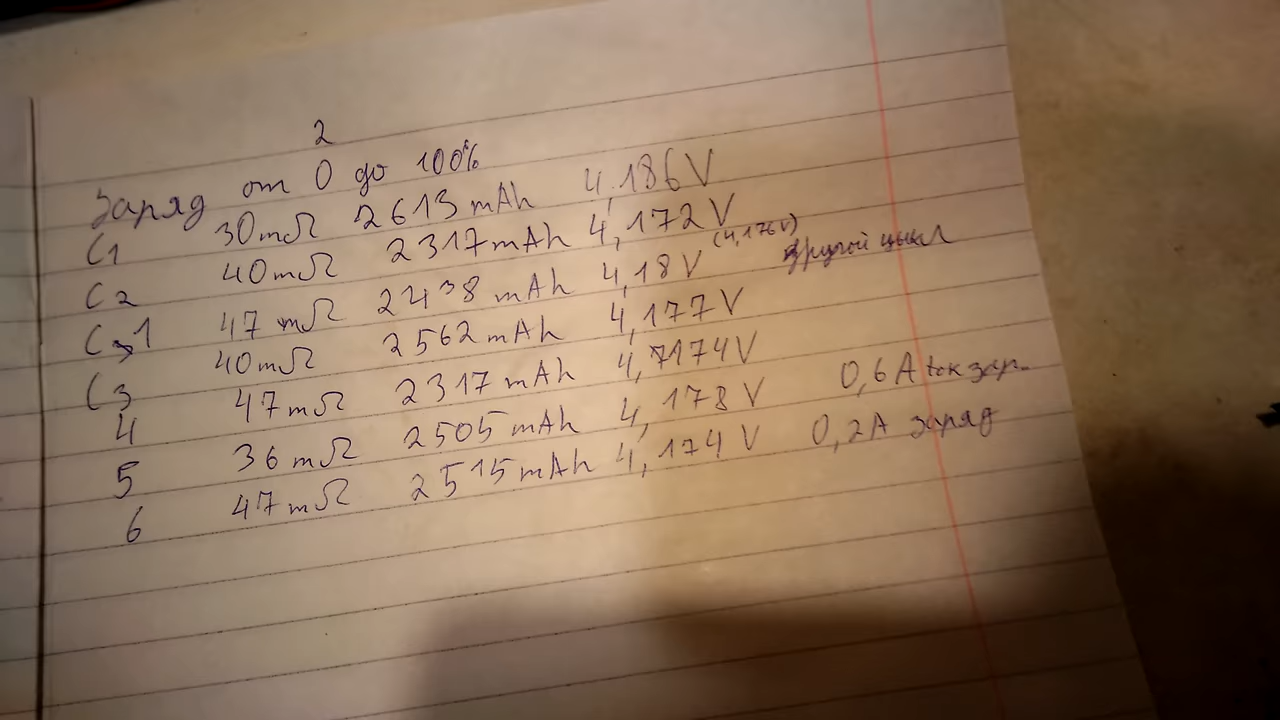 2
Заряд от 0 до 100%
C1 30mΩ 2613mAh 4,186V
C2 40mΩ 2317mAh 4,172V
C1 47mΩ 2438mAh 4,18V (4,176V) другой цикл
C3 40mΩ 2562mAh 4,177V
4 47mΩ 2317mAh 4,7174V
5 36mΩ 2505mAh 4,178V 0,6A ток зар.
6 47mΩ 2515mAh 4,174V 0,2A заряд